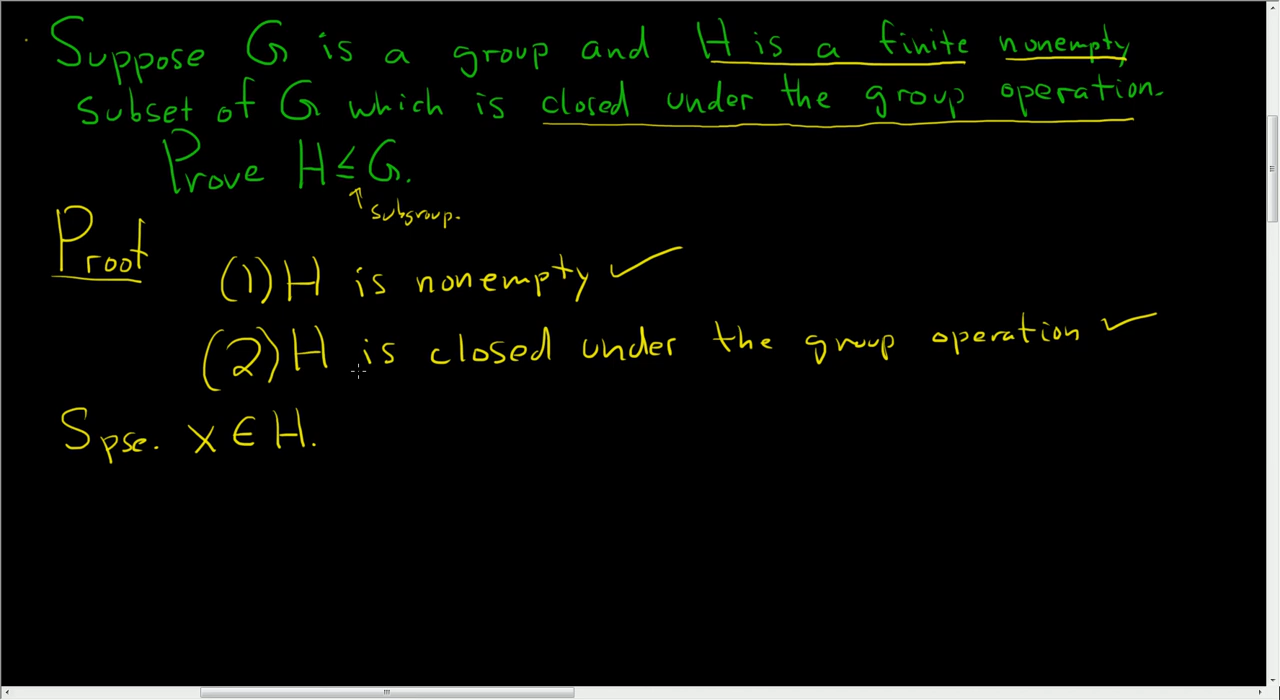 Suppose G is a group and H is a finite nonempty
subset of G which is closed under the group operation.
Prove H ≤ G.
↑ subgroup.
Proof
(1) H is nonempty ✓
(2) H is closed under the group operation ✓
Spse. x ∈ H.